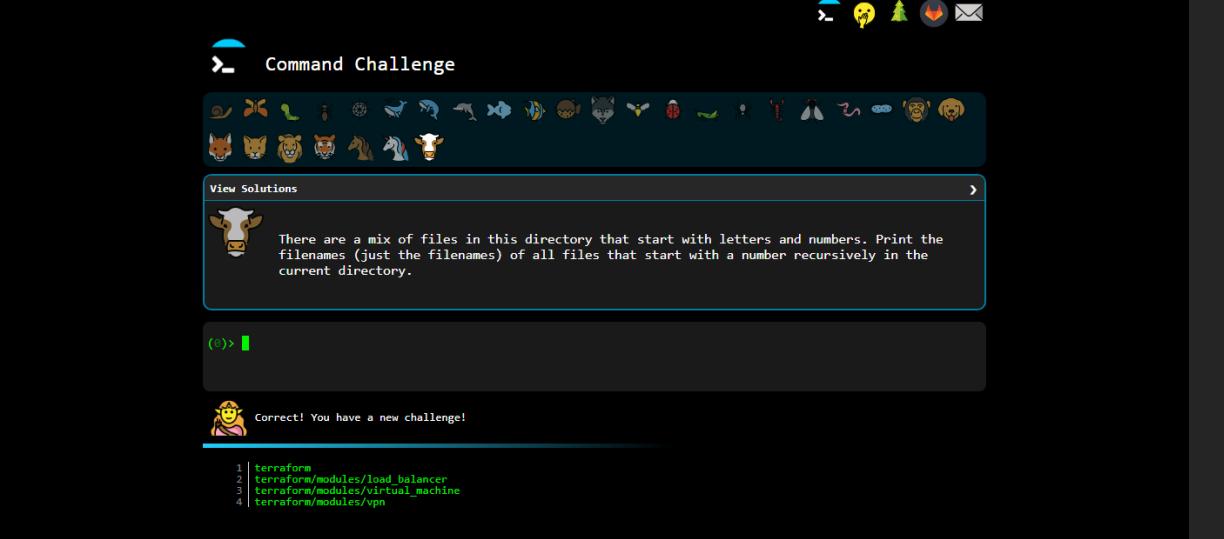 Command Challenge
View Solutions
There are a mix of files in this directory that start with letters and numbers. Print the
filenames (just the filenames) of all files that start with a number recursively in the
current directory.
(0)>
Correct! You have a new challenge!
1 terraform
2 terraform/modules/load_balancer
3 terraform/modules/virtual_machine
4 terraform/modules/vpn